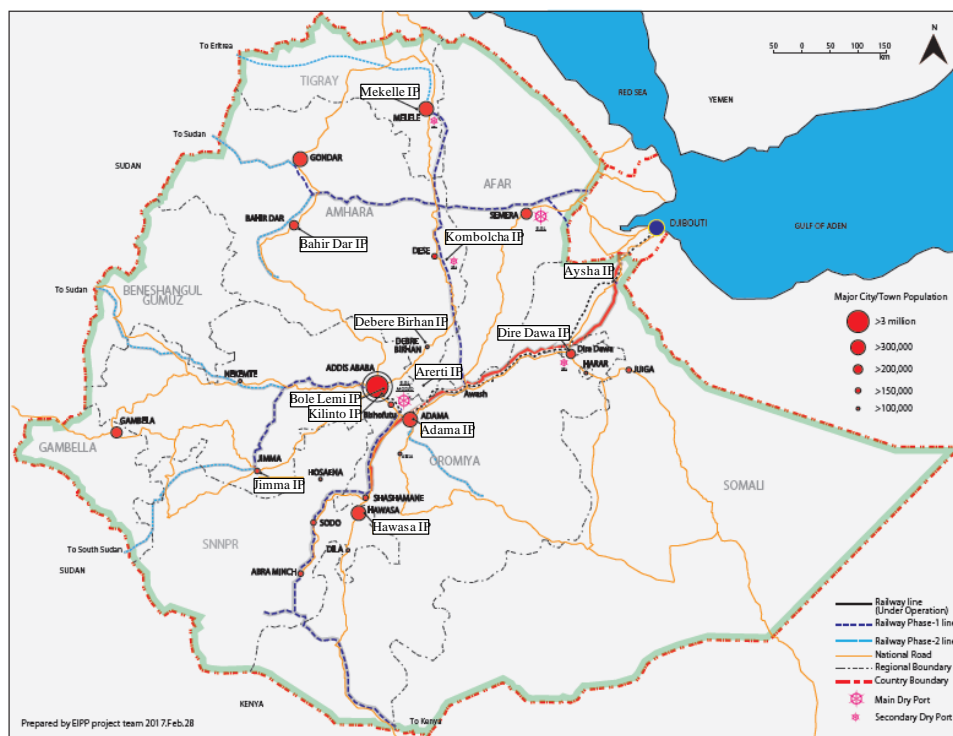 N
50 0 50 100 150
km
To Eritrea
RED SEA
YEMEN
TIGRAY
Mekelle IP
MEKELE
To Sudan
SUDAN
GONDAR
AFAR
AMHARA
SEMERA
BAHIR DAR
Bahir Dar IP
DJIBOUTI
GULF OF ADEN
Kombolcha IP
DESE
Aysha IP
To Sudan
BENESHANGUL
GUMUZ
Major City/Town Population
>3 million
>300,000
>200,000
>150,000
>100,000
Debere Birhan IP
DEBRE
BIRHAN
Dire Dawa IP
Dire Dawa
HARAR
JIJIGA
ADDIS ABABA
NEKEMTE
Arerti IP
Awash
Bole Lemi IP
Kilinto IP
Bishoftu
ADAMA
Adama IP
GAMBELA
GAMBELLA
OROMIYA
JIMMA
Jimma IP
HOSAENA
SOMALI
SHASHAMANE
HAWASA
Hawasa IP
SODO
To South Sudan
SUDAN
SNNPR
DILA
ABRA MINCH
Railway line
(Under Operation)
Railway Phase-1 line
Railway Phase-2 line
National Road
Regional Boundary
Country Boundary
Main Dry Port
Secondary Dry Port
KENYA
To Kenya
Prepared by EIPP project team 2017.Feb.28